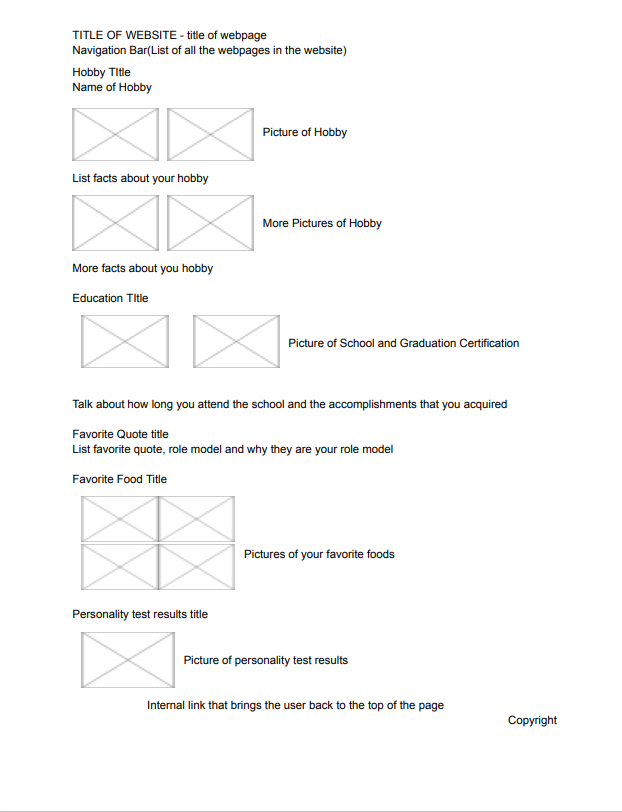 TITLE OF WEBSITE - title of webpage
Navigation Bar(List of all the webpages in the website)
Hobby TItle
Name of Hobby
Picture of Hobby
List facts about your hobby
More Pictures of Hobby
More facts about you hobby
Education TItle
Picture of School and Graduation Certification
Talk about how long you attend the school and the accomplishments that you acquired
Favorite Quote title
List favorite quote, role model and why they are your role model
Favorite Food Title
Pictures of your favorite foods
Personality test results title
Picture of personality test results
Internal link that brings the user back to the top of the page
Copyright